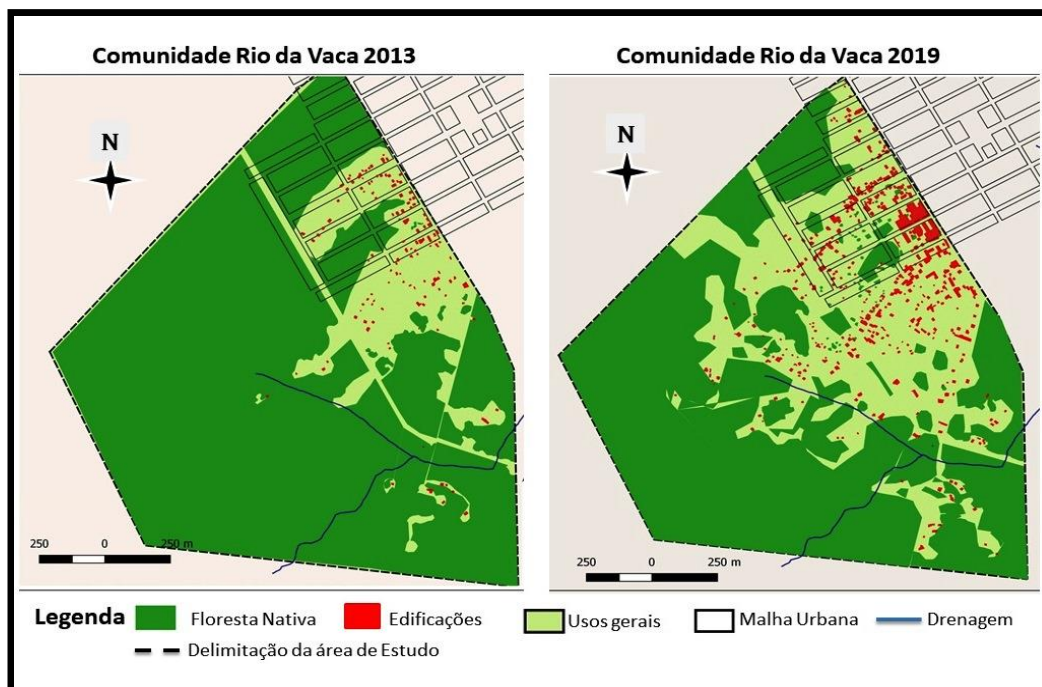 Comunidade Rio da Vaca 2013
Comunidade Rio da Vaca 2019
N
N
250 0 250 m
250 0 250 m
Legenda Floresta Nativa Edificações Usos gerais Malha Urbana Drenagem
Delimitação da área de Estudo